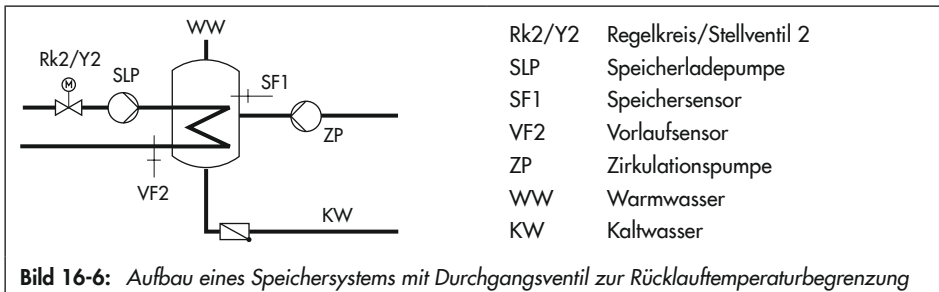 WW
Rk2/Y2
M
SLP
SF1
ZP
VF2
KW
Rk2/Y2 Regelkreis/Stellventil 2
SLP Speicherladepumpe
SF1 Speichersensor
VF2 Vorlaufsensor
ZP Zirkulationspumpe
WW Warmwasser
KW Kaltwasser
Bild 16-6: Aufbau eines Speichersystems mit Durchgangsventil zur Rücklauftemperaturbegrenzung